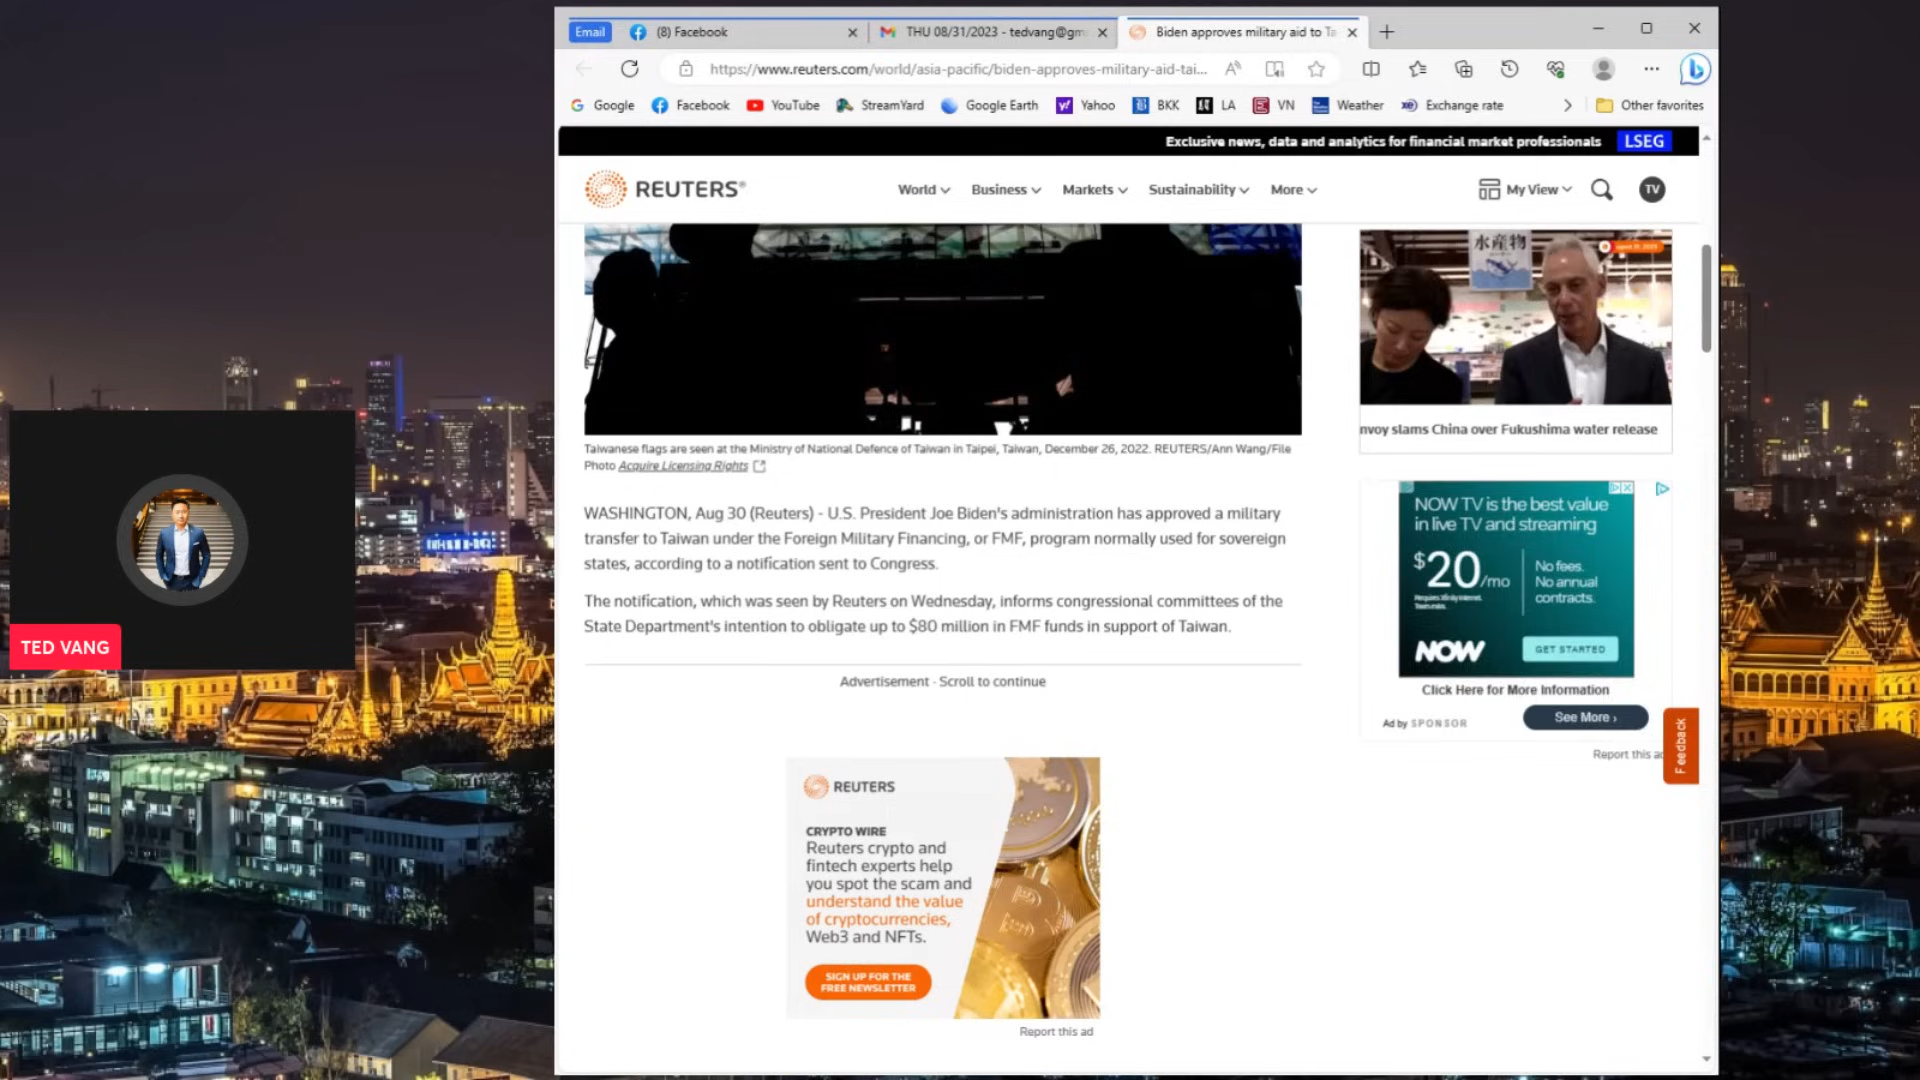 Email
(8) Facebook
THU 08/31/2023 - tedvang@gm
Biden approves military aid to Ta
https://www.reuters.com/world/asia-pacific/biden-approves-military-aid-tai...
Google
Facebook
YouTube
StreamYard
Google Earth
Yahoo
BKK
LA
VN
Weather
Exchange rate
Other favorites
Exclusive news, data and analytics for financial market professionals
LSEG
REUTERS®
World
Business
Markets
Sustainability
More
My View
TV
水産物
nvoy slams China over Fukushima water release
Taiwanese flags are seen at the Ministry of National Defence of Taiwan in Taipei, Taiwan, December 26, 2022. REUTERS/Ann Wang/File
Photo Acquire Licensing Rights
WASHINGTON, Aug 30 (Reuters) - U.S. President Joe Biden's administration has approved a military
transfer to Taiwan under the Foreign Military Financing, or FMF, program normally used for sovereign
states, according to a notification sent to Congress.
The notification, which was seen by Reuters on Wednesday, informs congressional committees of the
State Department's intention to obligate up to $80 million in FMF funds in support of Taiwan.
Advertisement · Scroll to continue
NOW TV is the best value
in live TV and streaming
$20/mo
No fees.
No annual
contracts.
NOW
GET STARTED
Click Here for More Information
Ad by SPONSOR
See More ›
Report this ad
Feedback
TED VANG
REUTERS
CRYPTO WIRE
Reuters crypto and
fintech experts help
you spot the scam and
understand the value
of cryptocurrencies,
Web3 and NFTs.
SIGN UP FOR THE
FREE NEWSLETTER
Report this ad